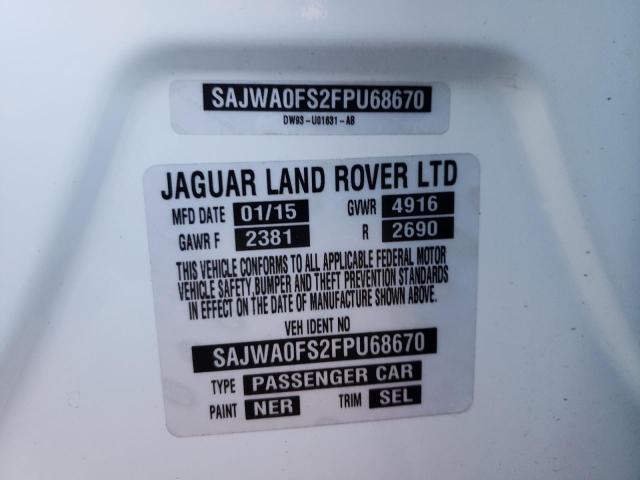 SAJWA0FS2FPU68670
DW93-U01631-AB
JAGUAR LAND ROVER LTD
MFD DATE 01/15 GVWR 4916
GAWR F 2381 R 2690
THIS VEHICLE CONFORMS TO ALL APPLICABLE FEDERAL MOTOR
VEHICLE SAFETY, BUMPER AND THEFT PREVENTION STANDARDS
IN EFFECT ON THE DATE OF MANUFACTURE SHOWN ABOVE.
VEH IDENT NO
SAJWA0FS2FPU68670
TYPE PASSENGER CAR
PAINT NER TRIM SEL